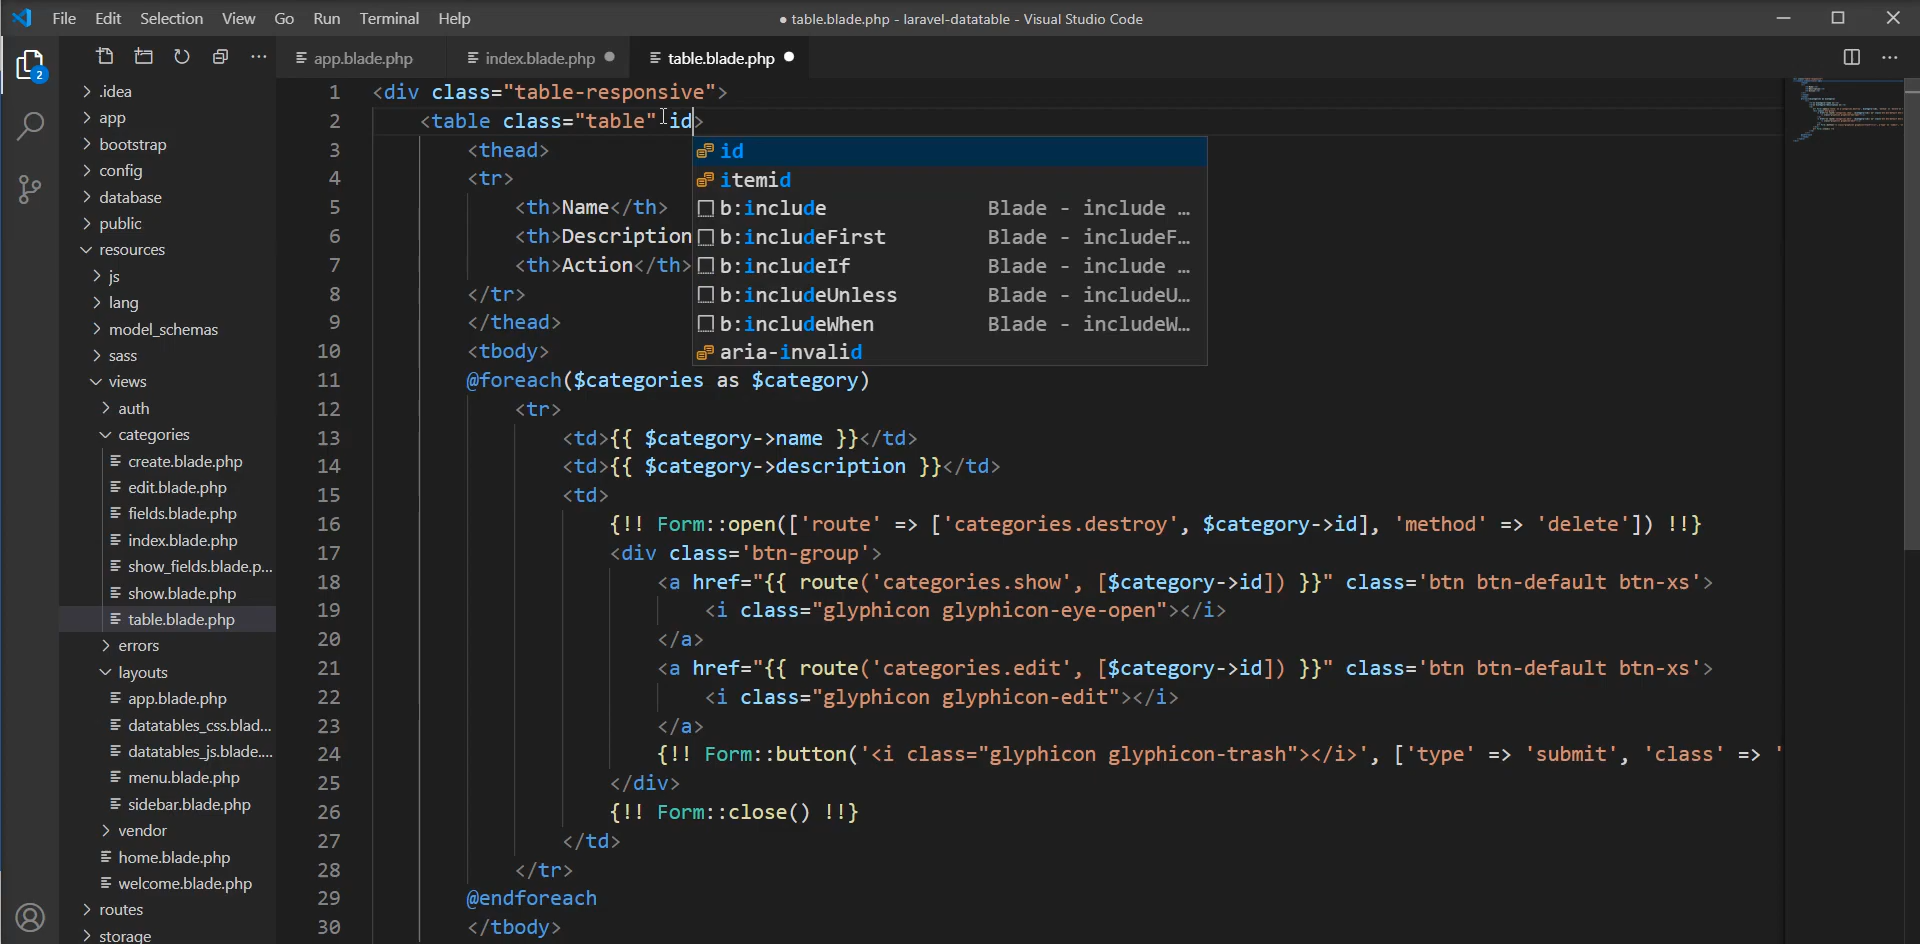 File Edit Selection View Go Run Terminal Help
● table.blade.php - laravel-datatable - Visual Studio Code
app.blade.php index.blade.php table.blade.php
2
.idea
app
bootstrap
config
database
public
resources
js
lang
model_schemas
sass
views
auth
categories
create.blade.php
edit.blade.php
fields.blade.php
index.blade.php
show_fields.blade.p...
show.blade.php
table.blade.php
errors
layouts
app.blade.php
datatables_css.blad...
datatables_js.blade....
menu.blade.php
sidebar.blade.php
vendor
home.blade.php
welcome.blade.php
routes
storage
1 <div class="table-responsive">
2 <table class="table" id>
3 <thead>
4 <tr>
5 <th>Name</th>
6 <th>Description
7 <th>Action</th>
8 </tr>
9 </thead>
10 <tbody>
11 @foreach($categories as $category)
12 <tr>
13 <td>{{ $category->name }}</td>
14 <td>{{ $category->description }}</td>
15 <td>
16 {!! Form::open(['route' => ['categories.destroy', $category->id], 'method' => 'delete']) !!}
17 <div class='btn-group'>
18 <a href="{{ route('categories.show', [$category->id]) }}" class='btn btn-default btn-xs'>
19 <i class="glyphicon glyphicon-eye-open"></i>
20 </a>
21 <a href="{{ route('categories.edit', [$category->id]) }}" class='btn btn-default btn-xs'>
22 <i class="glyphicon glyphicon-edit"></i>
23 </a>
24 {!! Form::button('<i class="glyphicon glyphicon-trash"></i>', ['type' => 'submit', 'class' => '
25 </div>
26 {!! Form::close() !!}
27 </td>
28 </tr>
29 @endforeach
30 </tbody>
id
itemid
b:include Blade - include …
b:includeFirst Blade - includeF…
b:includeIf Blade - include …
b:includeUnless Blade - includeU…
b:includeWhen Blade - includeW…
aria-invalid